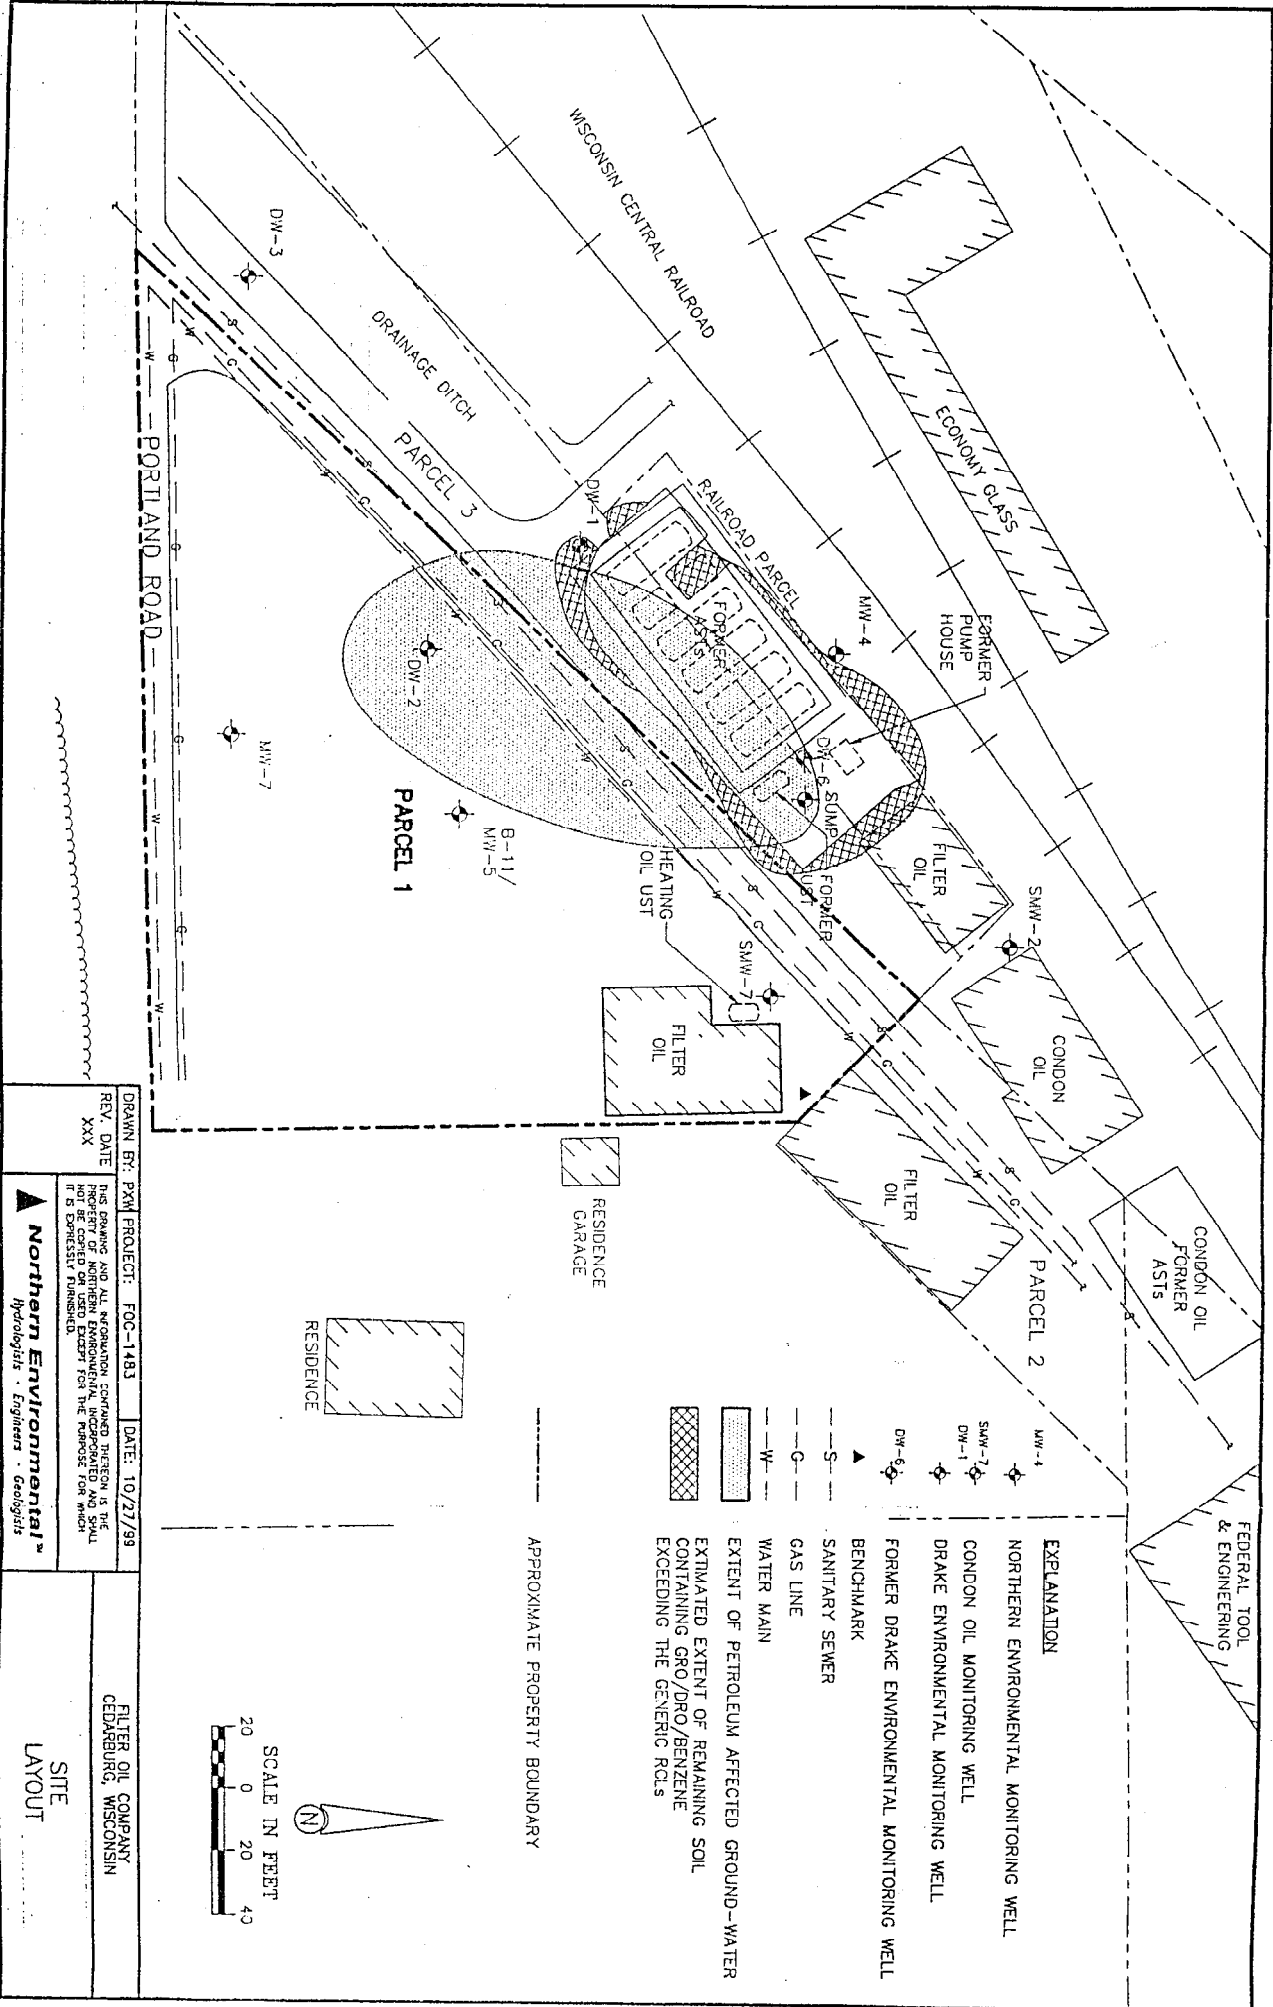 WISCONSIN CENTRAL RAILROAD
ECONOMY GLASS
FEDERAL TOOL
& ENGINEERING
CONDON OIL
FORMER
ASTs
CONDON
OIL
SMW-2
PARCEL 2
FILTER
OIL
FORMER
PUMP
HOUSE
MW-4
RAILROAD PARCEL
FORMER
ASTs
DW-6
SUMP
FORMER
UST
DW-1
DRAINAGE DITCH
DW-3
PARCEL 3
HEATING
OIL UST
SMW-7
FILTER
OIL
FILTER
OIL
B-11/
MW-5
DW-2
PARCEL 1
MW-7
PORTLAND ROAD
RESIDENCE
GARAGE
RESIDENCE
EXPLANATION
MW-4 NORTHERN ENVIRONMENTAL MONITORING WELL
SMW-7 CONDON OIL MONITORING WELL
DW-1 DRAKE ENVIRONMENTAL MONITORING WELL
DW-6 FORMER DRAKE ENVIRONMENTAL MONITORING WELL
BENCHMARK
S SANITARY SEWER
G GAS LINE
W WATER MAIN
EXTENT OF PETROLEUM AFFECTED GROUND-WATER
EXTIMATED EXTENT OF REMAINING SOIL
CONTAINING GRO/DRO/BENZENE
EXCEEDING THE GENERIC RCLs
APPROXIMATE PROPERTY BOUNDARY
N
SCALE IN FEET
20 0 20 40
DRAWN BY: PXW PROJECT: FOC-1483 DATE: 10/27/99
REV. DATE
XXX
THIS DRAWING AND ALL INFORMATION CONTAINED THEREON IS THE
PROPERTY OF NORTHERN ENVIRONMENTAL INCORPORATED AND SHALL
NOT BE COPIED OR USED EXCEPT FOR THE PURPOSE FOR WHICH
IT IS EXPRESSLY FURNISHED.
Northern Environmental℠
Hydrologists · Engineers · Geologists
FILTER OIL COMPANY
CEDARBURG, WISCONSIN
SITE
LAYOUT